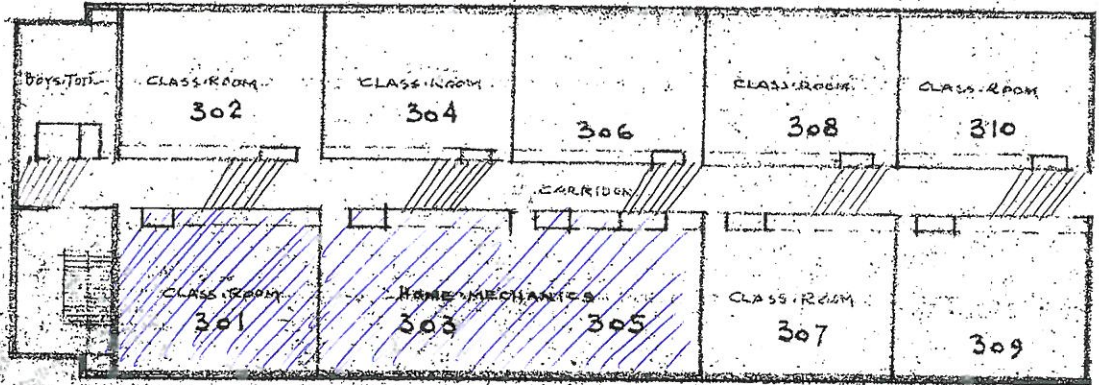 Boys. Toil.
CLASS. ROOM
302
CLASS. ROOM
304
306
CLASS. ROOM
308
CLASS. ROOM
310
CARRIDOR
CLASS. ROOM
301
HOME MECHANICS
303
305
CLASS. ROOM
307
309